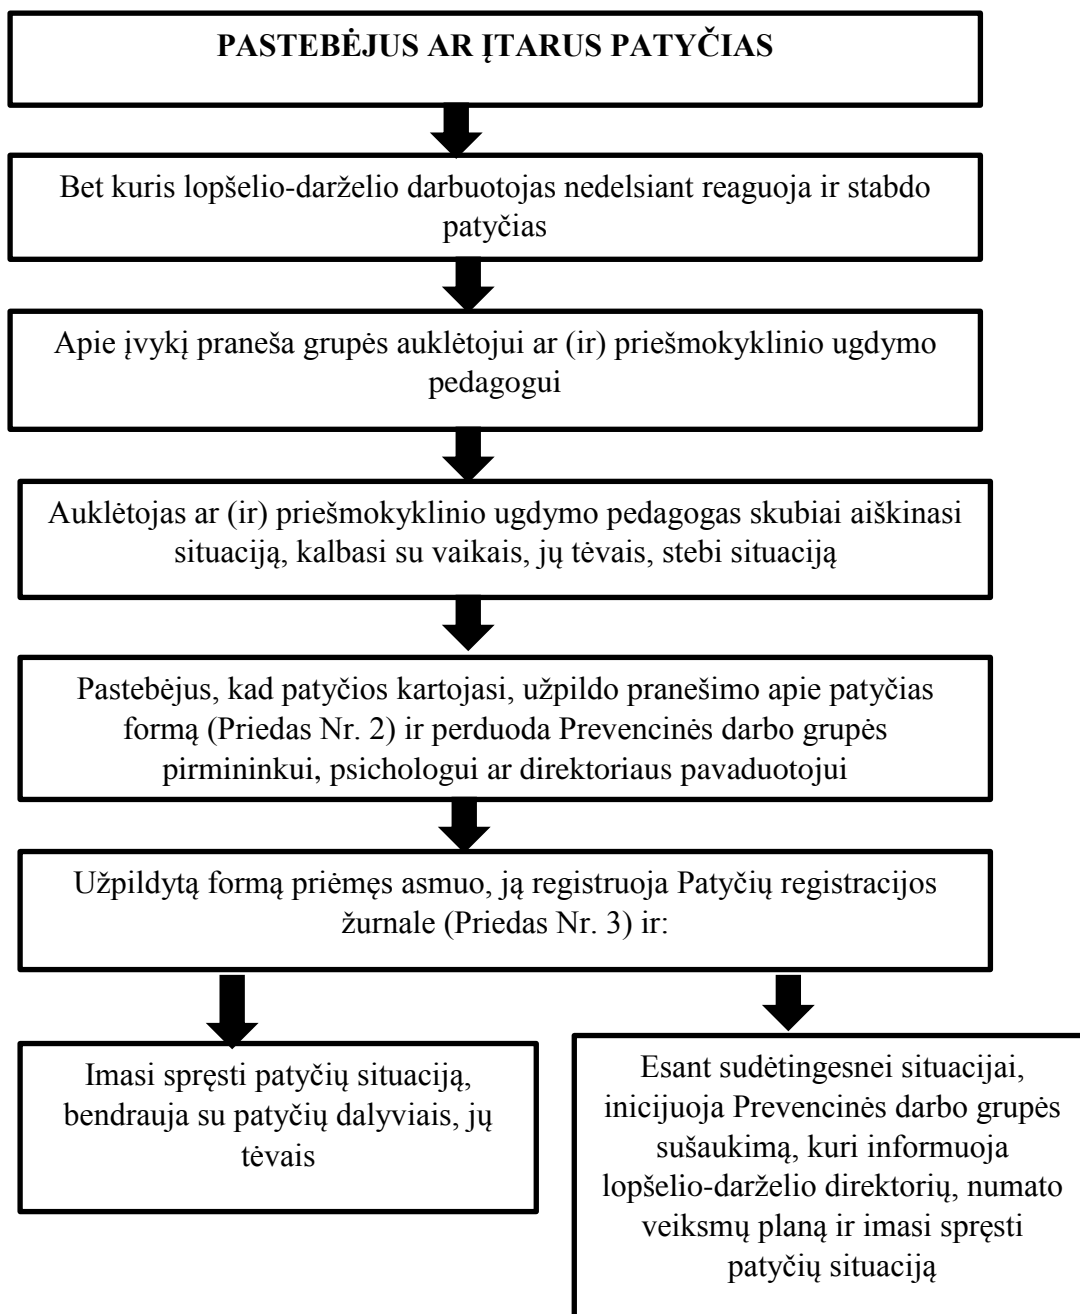 PASTEBĖJUS AR ĮTARUS PATYČIAS
Bet kuris lopšelio-darželio darbuotojas nedelsiant reaguoja ir stabdo
patyčias
Apie įvykį praneša grupės auklėtojui ar (ir) priešmokyklinio ugdymo
pedagogui
Auklėtojas ar (ir) priešmokyklinio ugdymo pedagogas skubiai aiškinasi
situaciją, kalbasi su vaikais, jų tėvais, stebi situaciją
Pastebėjus, kad patyčios kartojasi, užpildo pranešimo apie patyčias
formą (Priedas Nr. 2) ir perduoda Prevencinės darbo grupės
pirmininkui, psichologui ar direktoriaus pavaduotojui
Užpildytą formą priėmęs asmuo, ją registruoja Patyčių registracijos
žurnale (Priedas Nr. 3) ir:
Imasi spręsti patyčių situaciją,
bendrauja su patyčių dalyviais, jų
tėvais
Esant sudėtingesnei situacijai,
inicijuoja Prevencinės darbo grupės
sušaukimą, kuri informuoja
lopšelio-darželio direktorių, numato
veiksmų planą ir imasi spręsti
patyčių situaciją